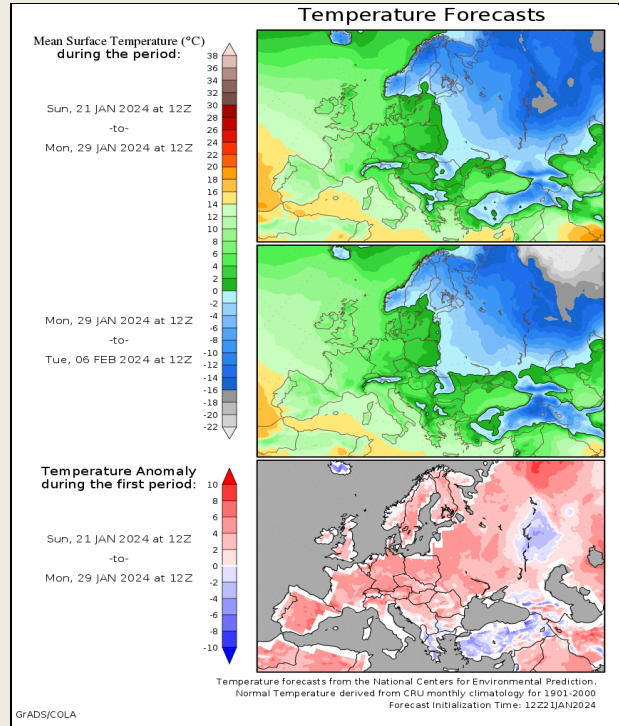 Temperature Forecasts
Mean Surface Temperature (°C)
during the period:
Sun, 21 JAN 2024 at 12Z
-to-
Mon, 29 JAN 2024 at 12Z
38
36
34
32
30
28
26
24
22
20
18
16
14
12
10
8
6
4
2
0
-2
-4
-6
-8
-10
-12
-14
-16
-18
-20
-22
Mon, 29 JAN 2024 at 12Z
-to-
Tue, 06 FEB 2024 at 12Z
Temperature Anomaly
during the first period:
Sun, 21 JAN 2024 at 12Z
-to-
Mon, 29 JAN 2024 at 12Z
10
8
6
4
2
0
-2
-4
-6
-8
-10
Temperature forecasts from the National Centers for Environmental Prediction.
Normal Temperature derived from CRU monthly climatology for 1901-2000
Forecast Initialization Time: 12Z21JAN2024
GrADS/COLA